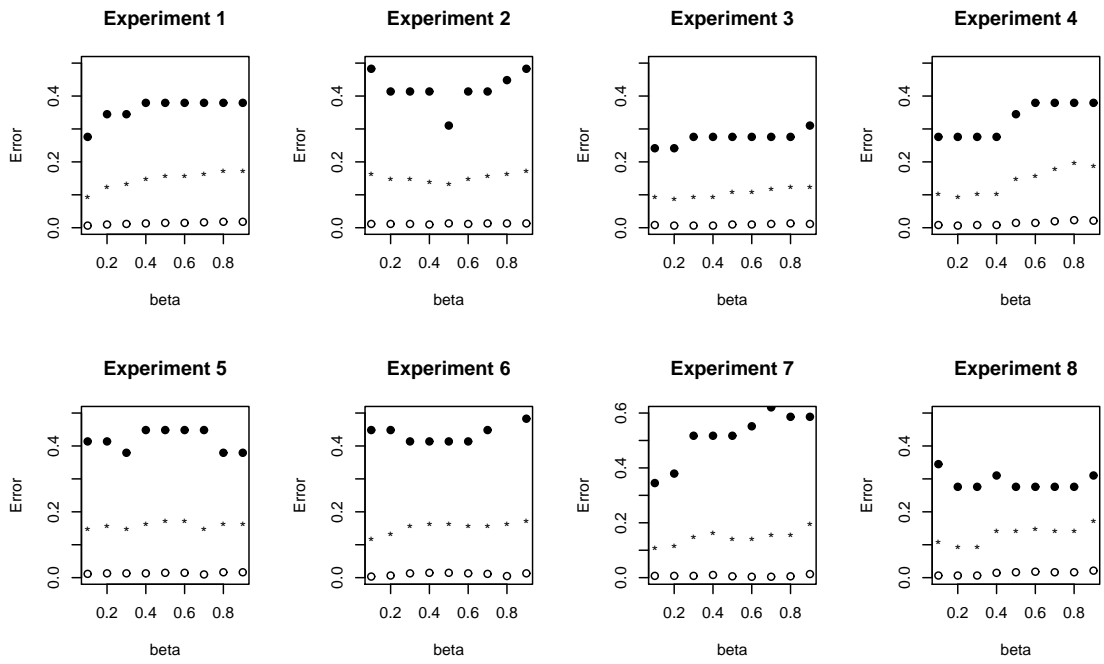 Experiment 1
Experiment 2
Experiment 3
Experiment 4
Error
0.0 0.2 0.4
0.2 0.4 0.6 0.8
beta
Error
0.0 0.2 0.4
0.2 0.4 0.6 0.8
beta
Error
0.0 0.2 0.4
0.2 0.4 0.6 0.8
beta
Error
0.0 0.2 0.4
0.2 0.4 0.6 0.8
beta
Experiment 5
Experiment 6
Experiment 7
Experiment 8
Error
0.0 0.2 0.4
0.2 0.4 0.6 0.8
beta
Error
0.0 0.2 0.4
0.2 0.4 0.6 0.8
beta
Error
0.0 0.2 0.4 0.6
0.2 0.4 0.6 0.8
beta
Error
0.0 0.2 0.4
0.2 0.4 0.6 0.8
beta